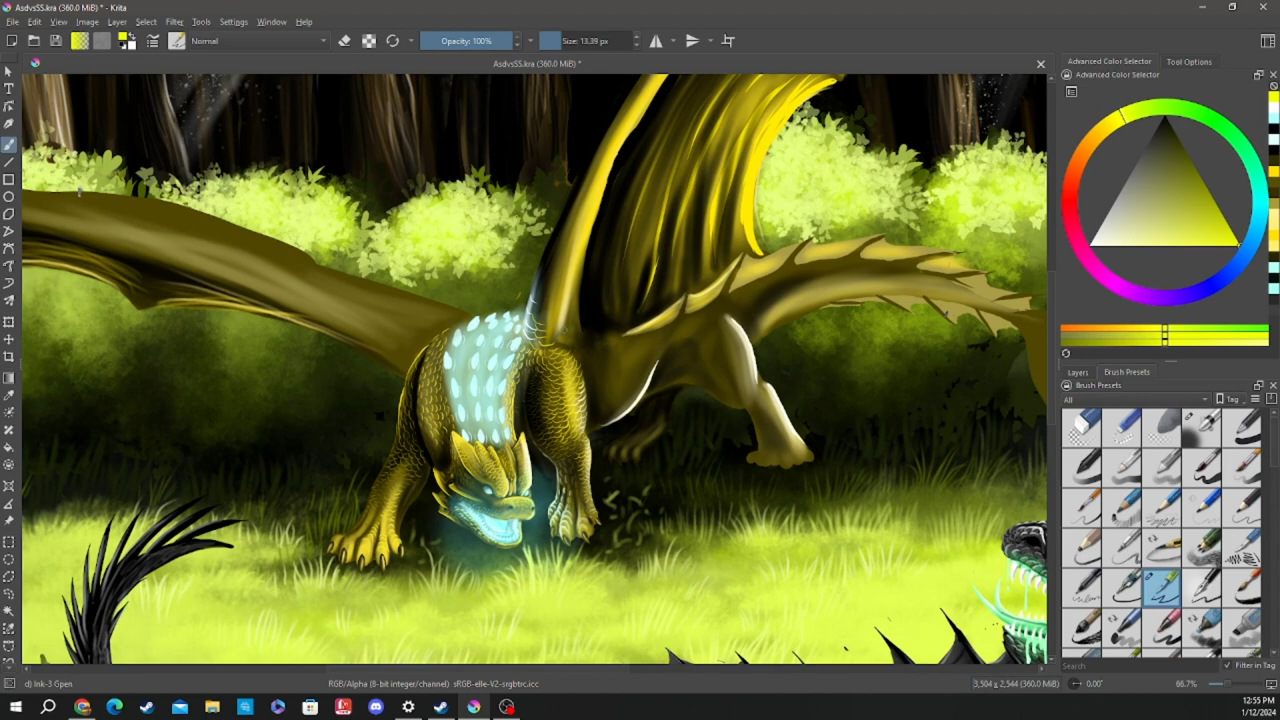 AsdvsSS.kra (360.0 MiB) * - Krita
File Edit View Image Layer Select Filter Tools Settings Window Help
Normal Opacity: 100% Size: 13.39 px
AsdvsSS.kra (360.0 MiB) *
Advanced Color Selector Tool Options
Advanced Color Selector
Layers Brush Presets
Brush Presets
All Tag
Search Filter in Tag
d) Ink-3 Gpen RGB/Alpha (8-bit integer/channel) sRGB-elle-V2-srgbtrc.icc 3,504 x 2,544 (360.0 MiB) 0.00° 66.7%
12:55 PM
1/12/2024